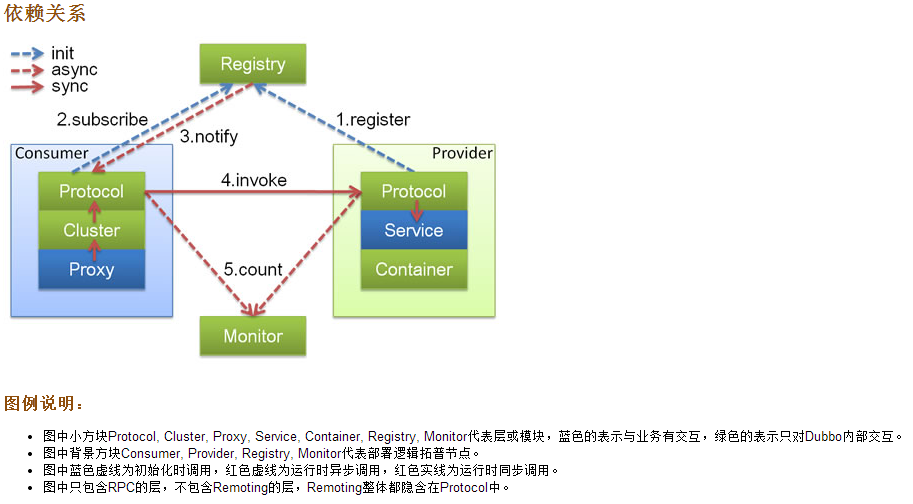 依赖关系
init
async
sync
Registry
2.subscribe
3.notify
1.register
Consumer
Provider
Protocol
4.invoke
Protocol
Cluster
Service
Proxy
5.count
Container
Monitor
图例说明：
图中小方块Protocol, Cluster, Proxy, Service, Container, Registry, Monitor代表层或模块，蓝色的表示与业务有交互，绿色的表示只对Dubbo内部交互。
图中背景方块Consumer, Provider, Registry, Monitor代表部署逻辑拓普节点。
图中蓝色虚线为初始化时调用，红色虚线为运行时异步调用，红色实线为运行时同步调用。
图中只包含RPC的层，不包含Remoting的层，Remoting整体都隐含在Protocol中。